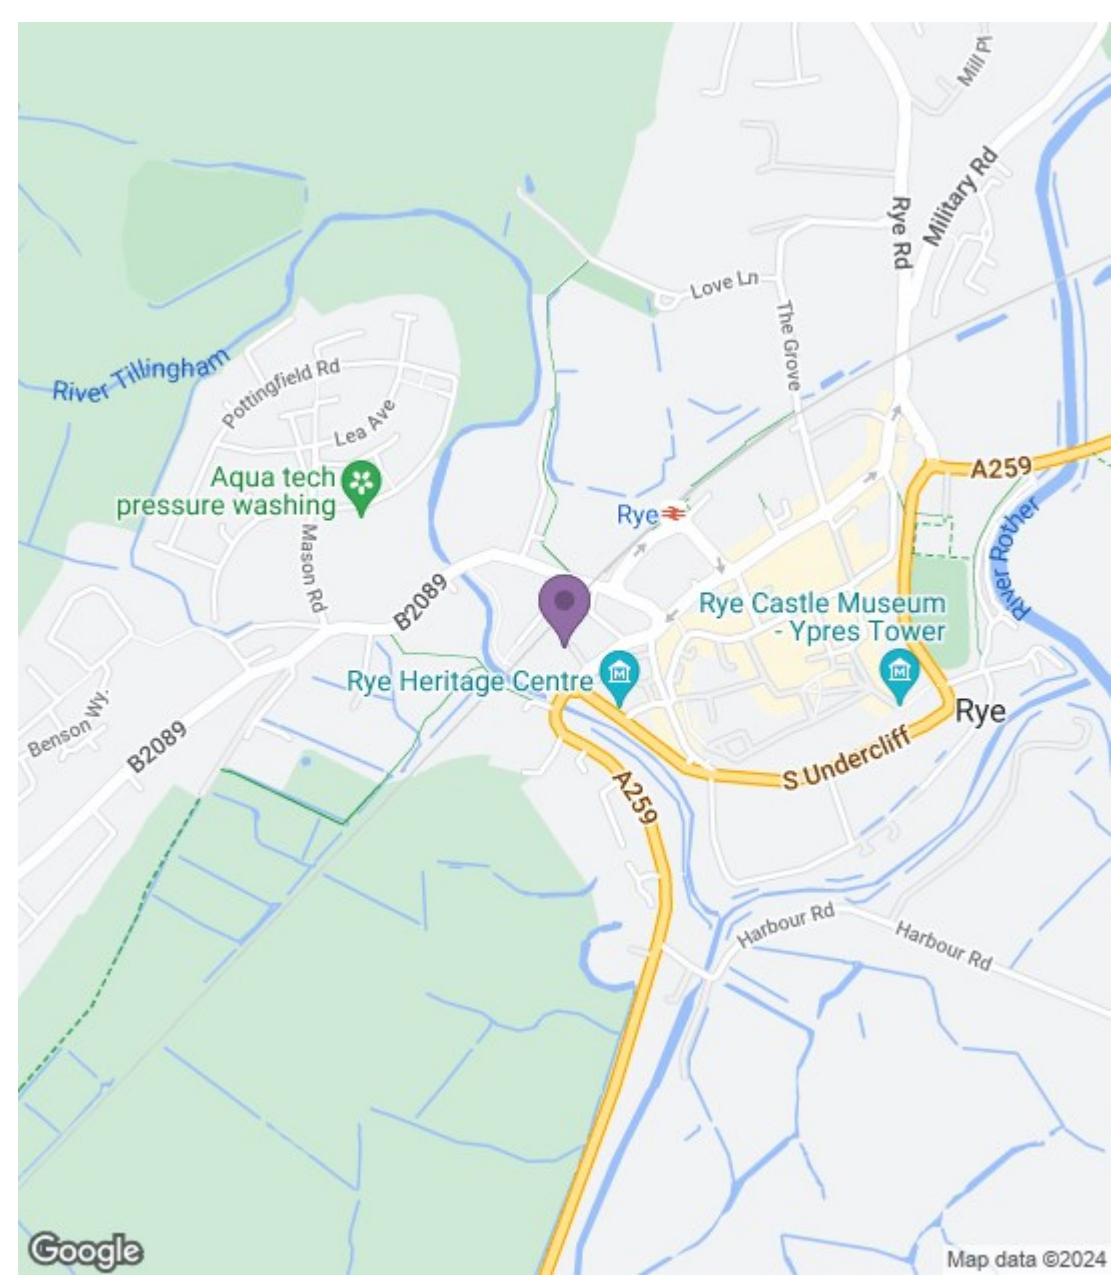 Mill Pl
Military Rd
Rye Rd
Love Ln
The Grove
River Tillingham
Pottingfield Rd
Lea Ave
Aqua tech
pressure washing
A259
Rye
River Rother
Mason Rd
B2089
Rye Castle Museum
- Ypres Tower
Rye Heritage Centre
Rye
Benson Wy.
B2089
S Undercliff
A259
Harbour Rd
Harbour Rd
Google
Map data ©2024